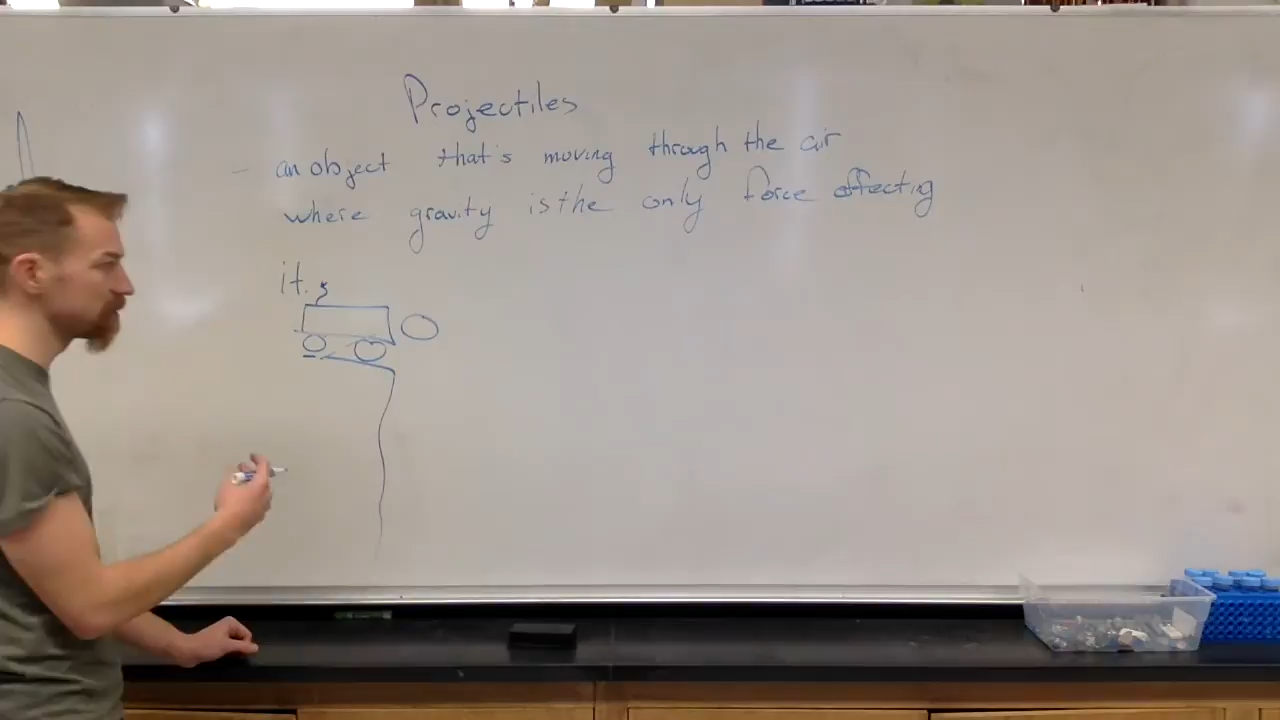 Projectiles
- an object that's moving through the air
where gravity is the only force affecting
it.